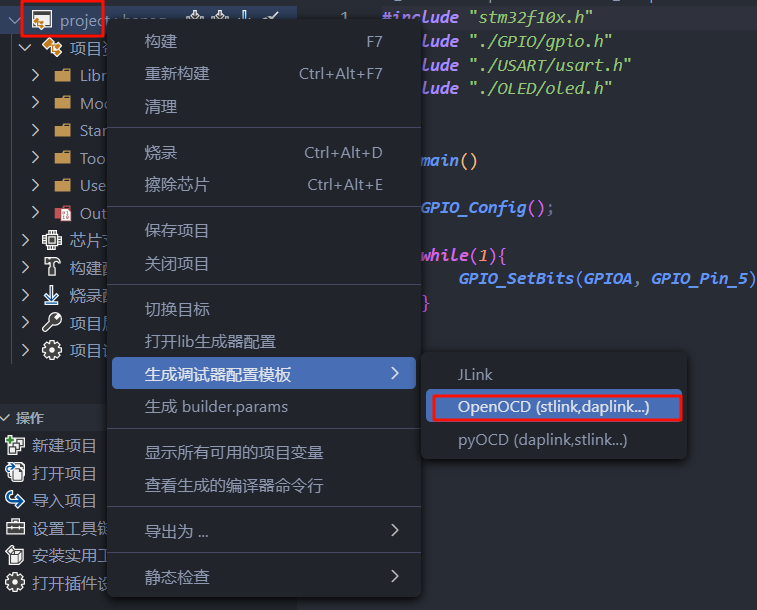 project
项目资
Libr
Mod
Star
Too
Use
Out
芯片支
构建配
烧录配
项目属
项目设
操作
新建项目
打开项目
导入项目
设置工具链
安装实用工
打开插件设
构建 F7
重新构建 Ctrl+Alt+F7
清理
烧录 Ctrl+Alt+D
擦除芯片 Ctrl+Alt+E
保存项目
关闭项目
切换目标
打开lib生成器配置
生成调试器配置模板
生成 builder.params
显示所有可用的项目变量
查看生成的编译器命令行
导出为 ...
静态检查
JLink
OpenOCD (stlink,daplink...)
pyOCD (daplink,stlink...)
1 #include "stm32f10x.h"
lude "./GPIO/gpio.h"
lude "./USART/usart.h"
lude "./OLED/oled.h"
main()
GPIO_Config();
while(1){
GPIO_SetBits(GPIOA, GPIO_Pin_5)
}